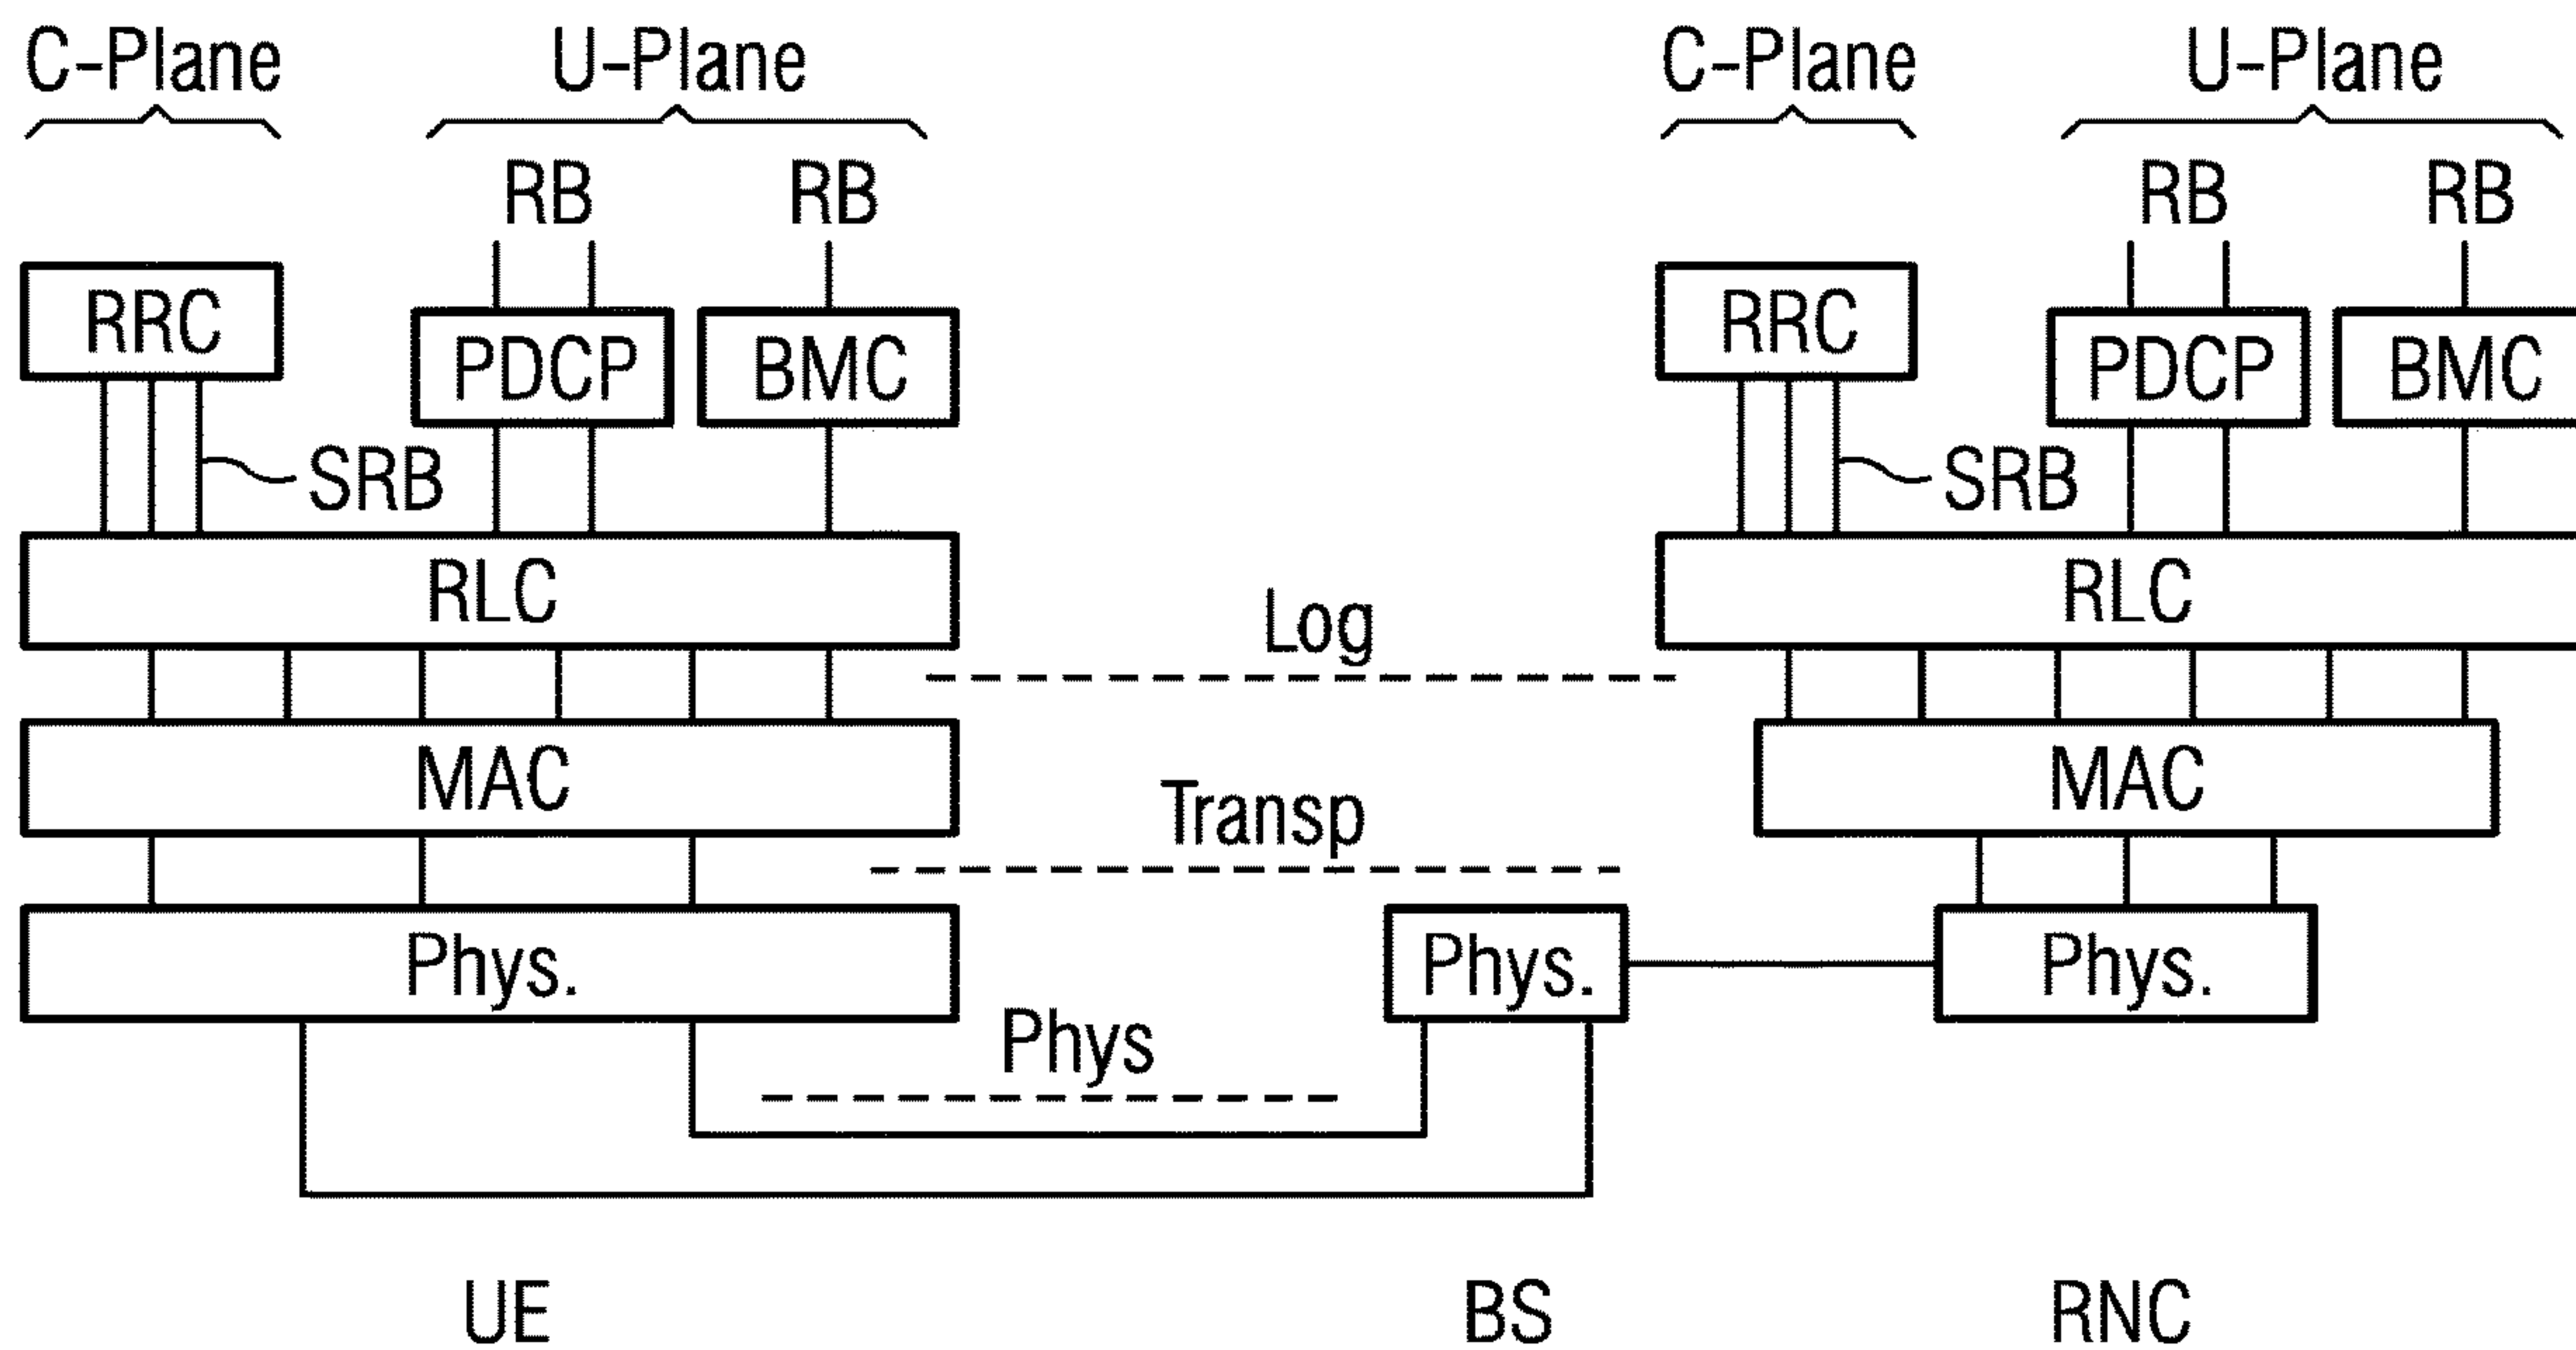 C-Plane U-Plane C-Plane U-Plane
RB RB RB RB
RRC RRC
PDCP BMC PDCP BMC
SRB SRB
RLC Log RLC
MAC Transp MAC
Phys. Phys. Phys.
Phys
UE BS RNC